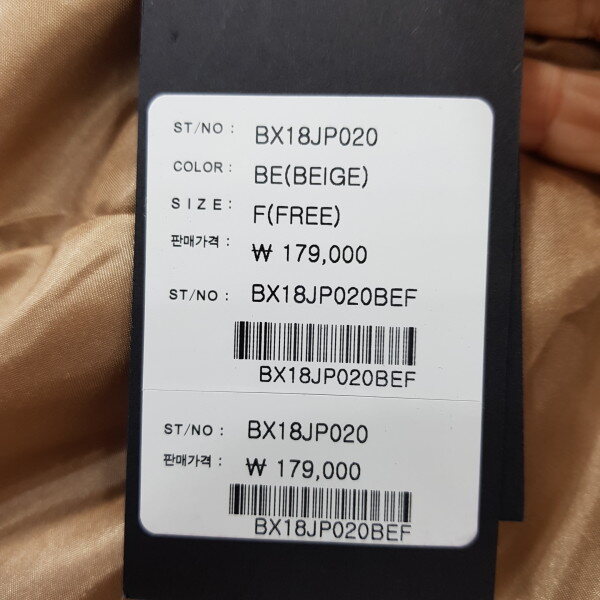 ST/NO : BX18JP020
COLOR : BE(BEIGE)
SIZE : F(FREE)
판매가격 : ₩ 179,000
ST/NO : BX18JP020BEF
BX18JP020BEF
ST/NO : BX18JP020
판매가격 : ₩ 179,000
BX18JP020BEF